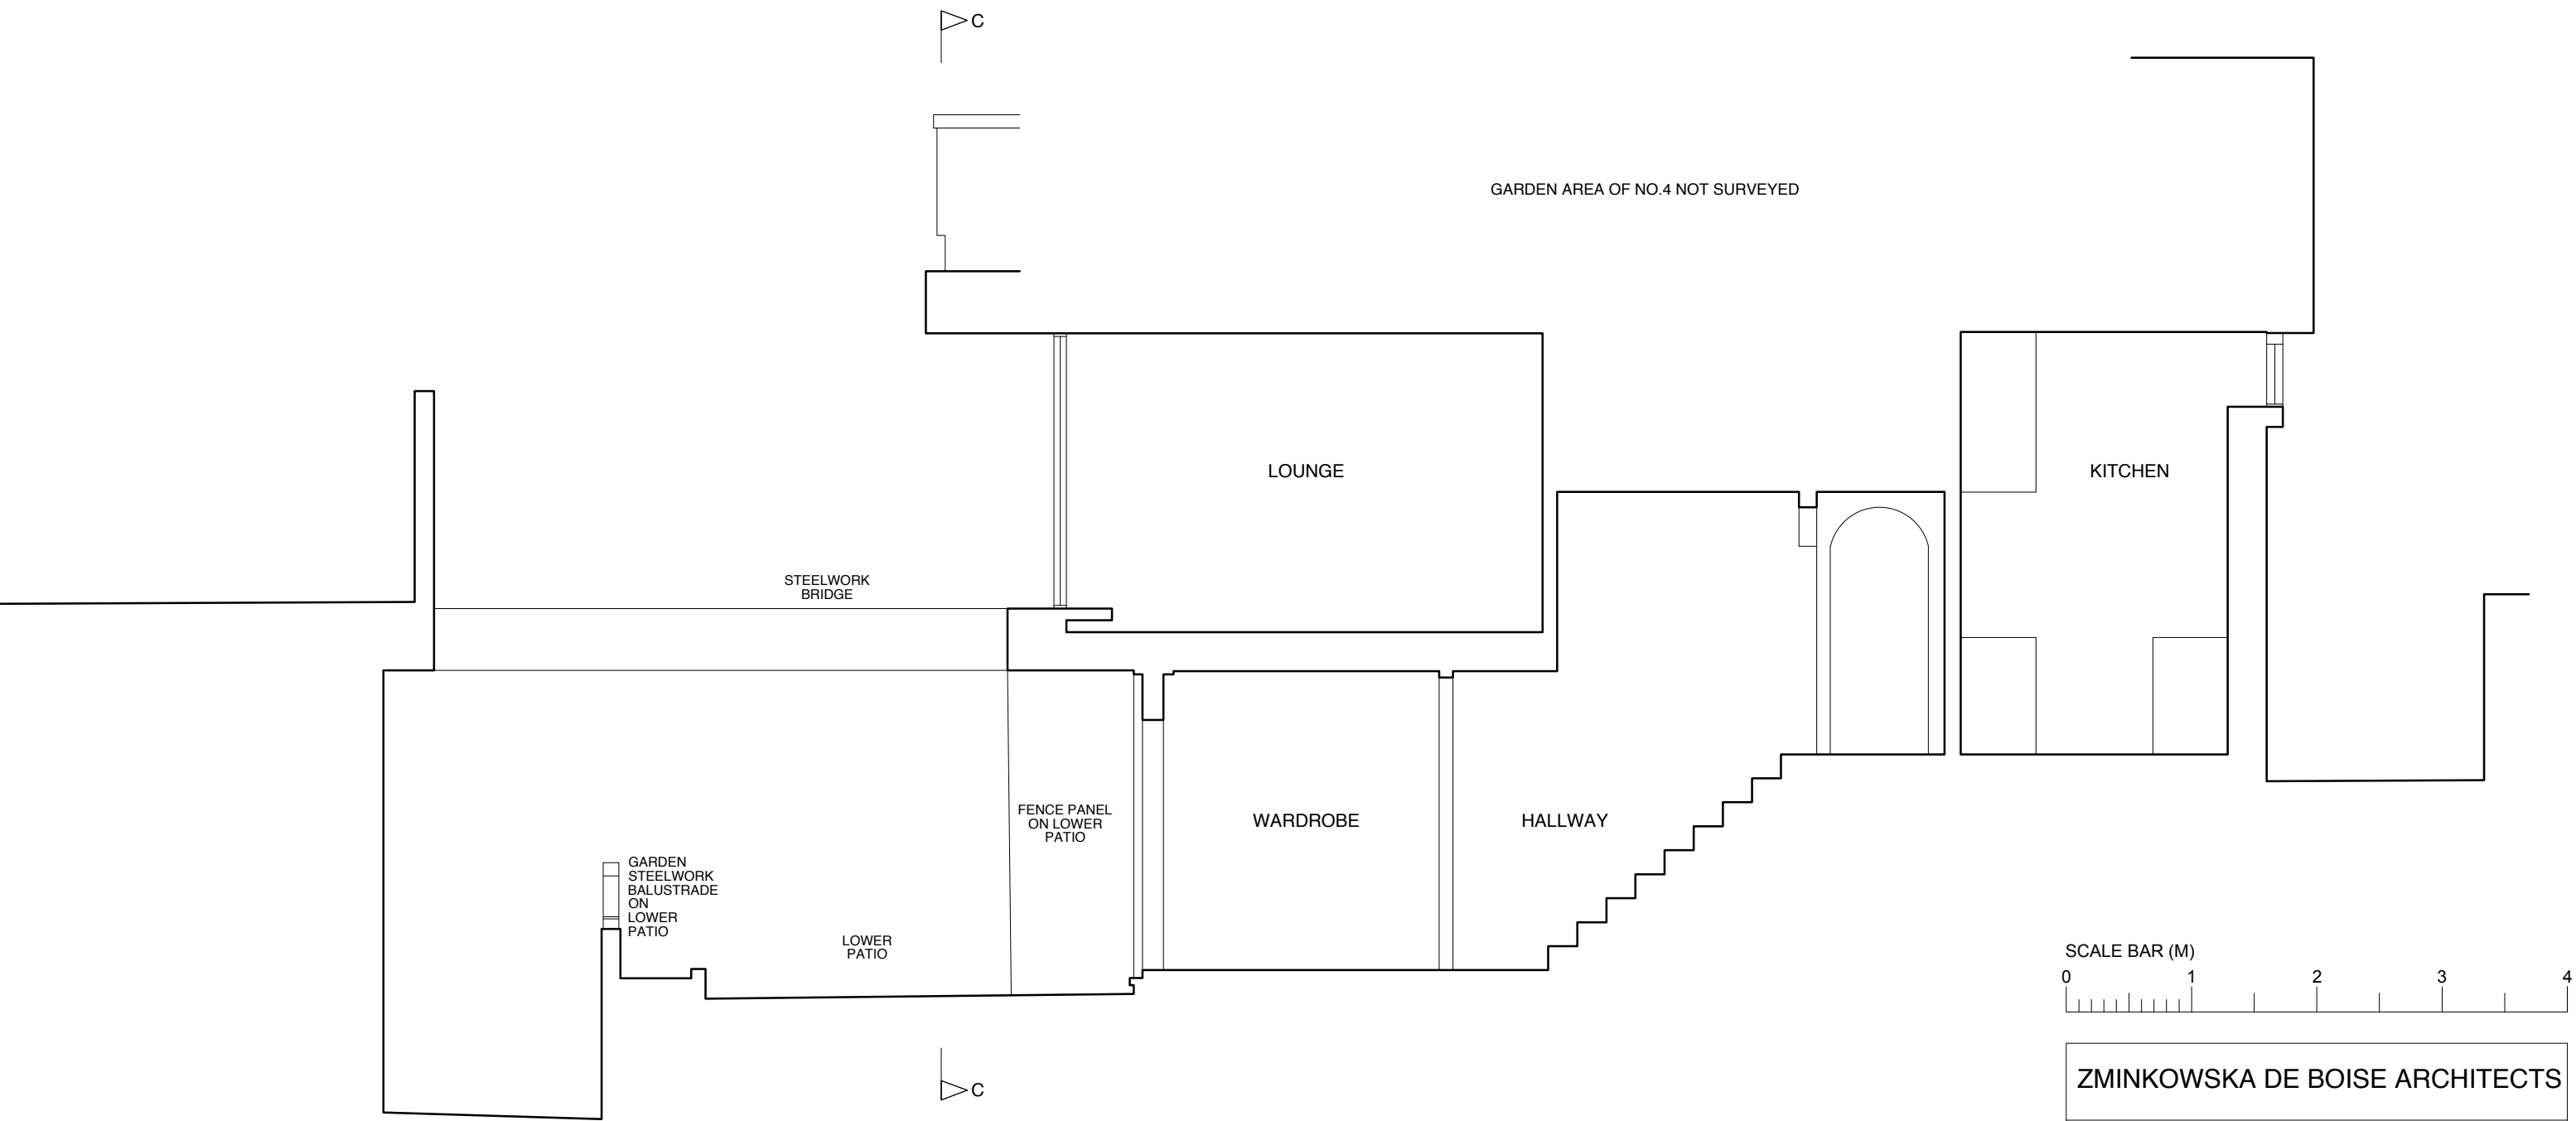 C
GARDEN AREA OF NO.4 NOT SURVEYED
LOUNGE
KITCHEN
STEELWORK
BRIDGE
FENCE PANEL
ON LOWER
PATIO
WARDROBE
HALLWAY
GARDEN
STEELWORK
BALUSTRADE
ON
LOWER
PATIO
LOWER
PATIO
SCALE BAR (M)
0 1 2 3 4
C
ZMINKOWSKA DE BOISE ARCHITECTS